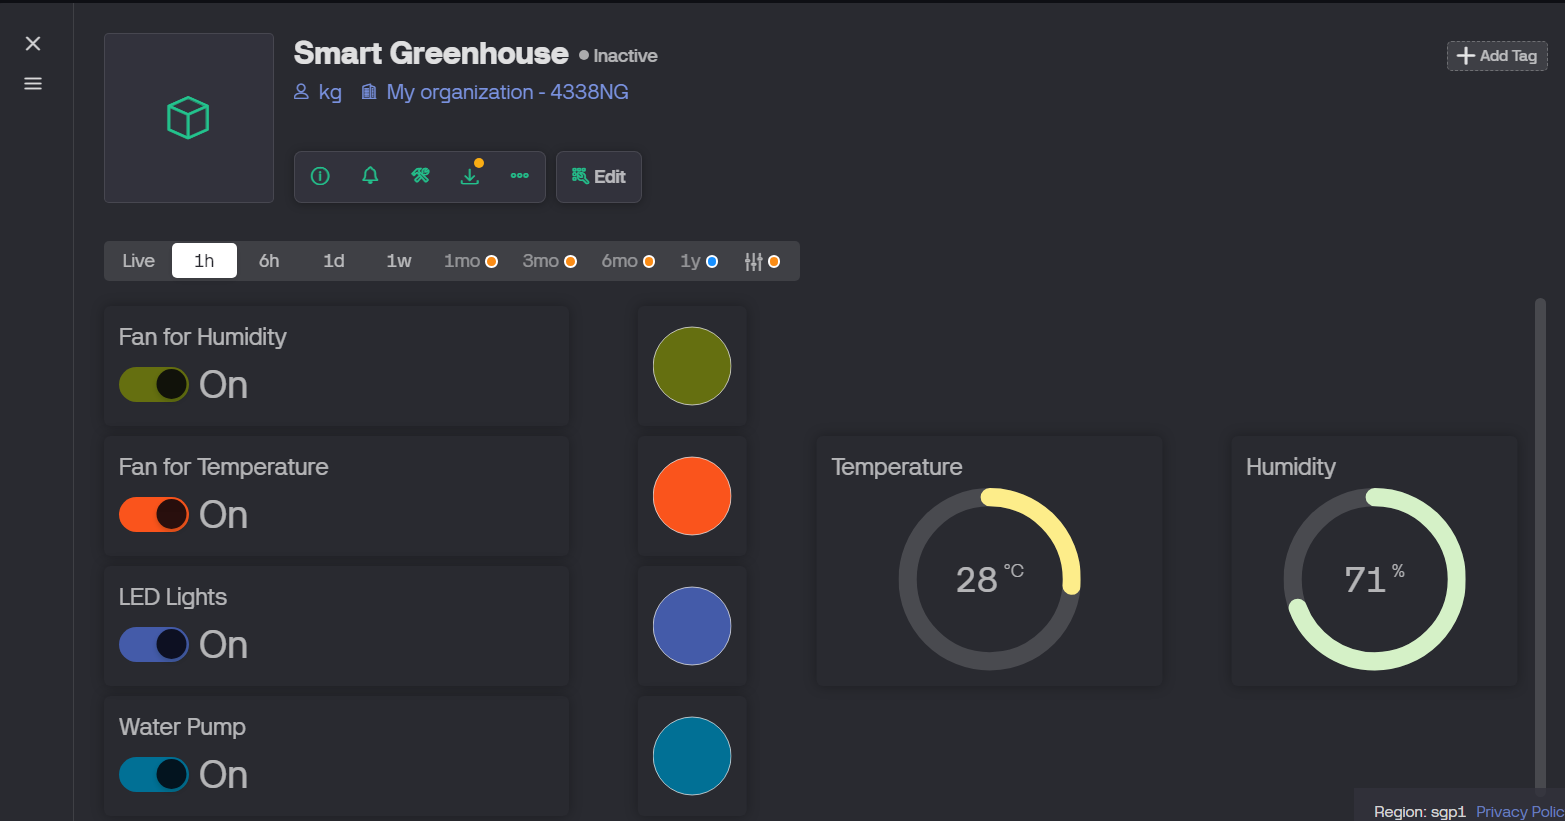 Smart Greenhouse Inactive
kg My organization - 4338NG
Add Tag
Edit
Live 1h 6h 1d 1w 1mo 3mo 6mo 1y
Fan for Humidity
On
Fan for Temperature
On
LED Lights
On
Water Pump
On
Temperature
28 °C
Humidity
71 %
Region: sgp1 Privacy Polic